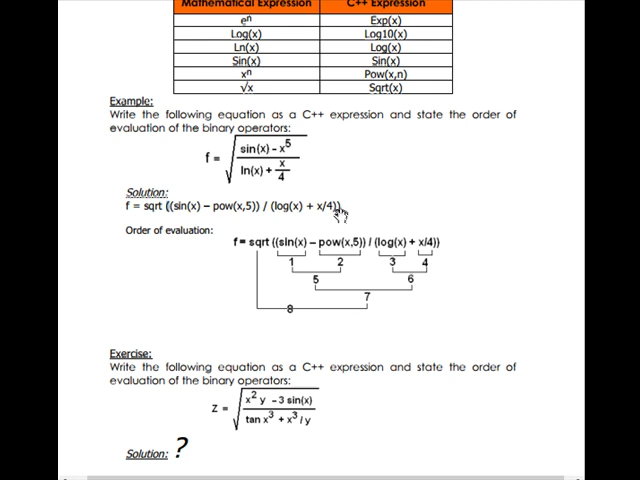 Mathematical Expression C++ Expression
eⁿ Exp(x)
Log(x) Log10(x)
Ln(x) Log(x)
Sin(x) Sin(x)
xⁿ Pow(x,n)
√x Sqrt(x)
Example:
Write the following equation as a C++ expression and state the order of
evaluation of the binary operators:
f = √ sin(x) – x⁵
ln(x) + x/4
Solution:
f = sqrt ((sin(x) – pow(x,5)) / (log(x) + x/4))
Order of evaluation:
f = sqrt ((sin(x) – pow(x,5)) / (log(x) + x/4))
1 2 3 4
5 6
7
8
Exercise:
Write the following equation as a C++ expression and state the order of
evaluation of the binary operators:
Z = √ x² y – 3 sin(x)
tan x³ + x³ / y
Solution: ?